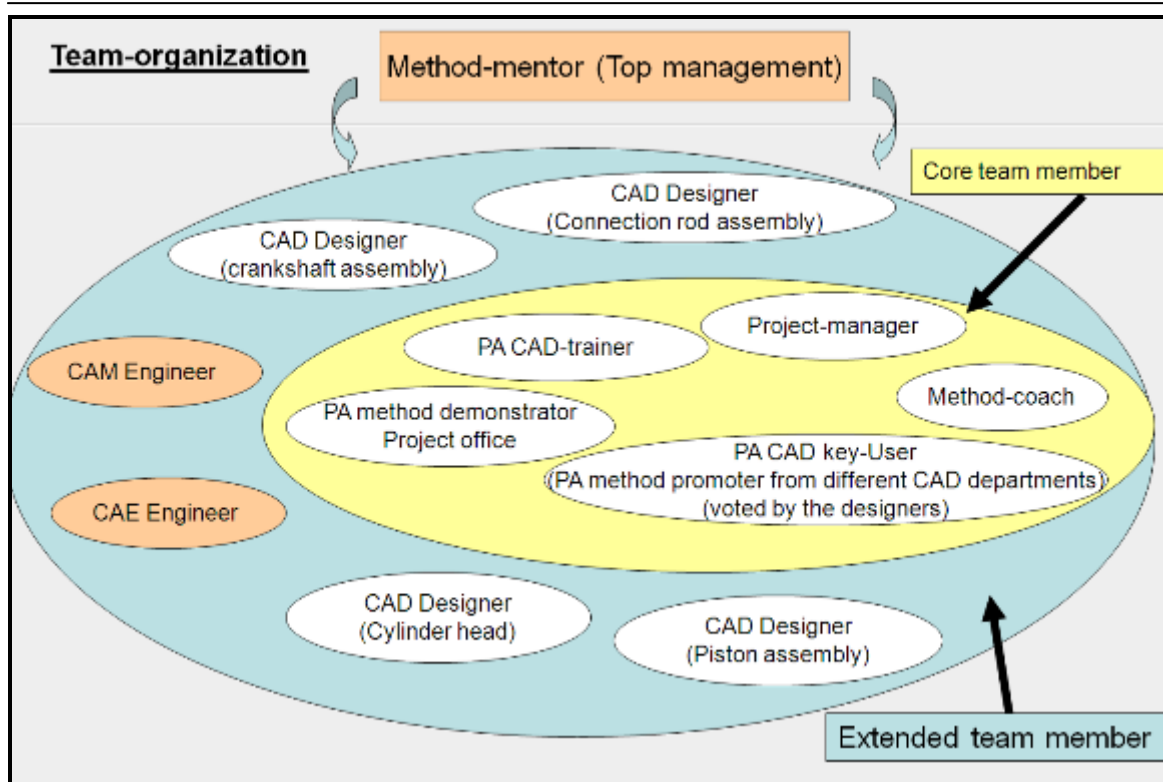 Team-organization
Method-mentor (Top management)
Core team member
CAD Designer
(Connection rod assembly)
CAD Designer
(crankshaft assembly)
Project-manager
PA CAD-trainer
CAM Engineer
Method-coach
PA method demonstrator
Project office
PA CAD key-User
(PA method promoter from different CAD departments)
(voted by the designers)
CAE Engineer
CAD Designer
(Cylinder head)
CAD Designer
(Piston assembly)
Extended team member